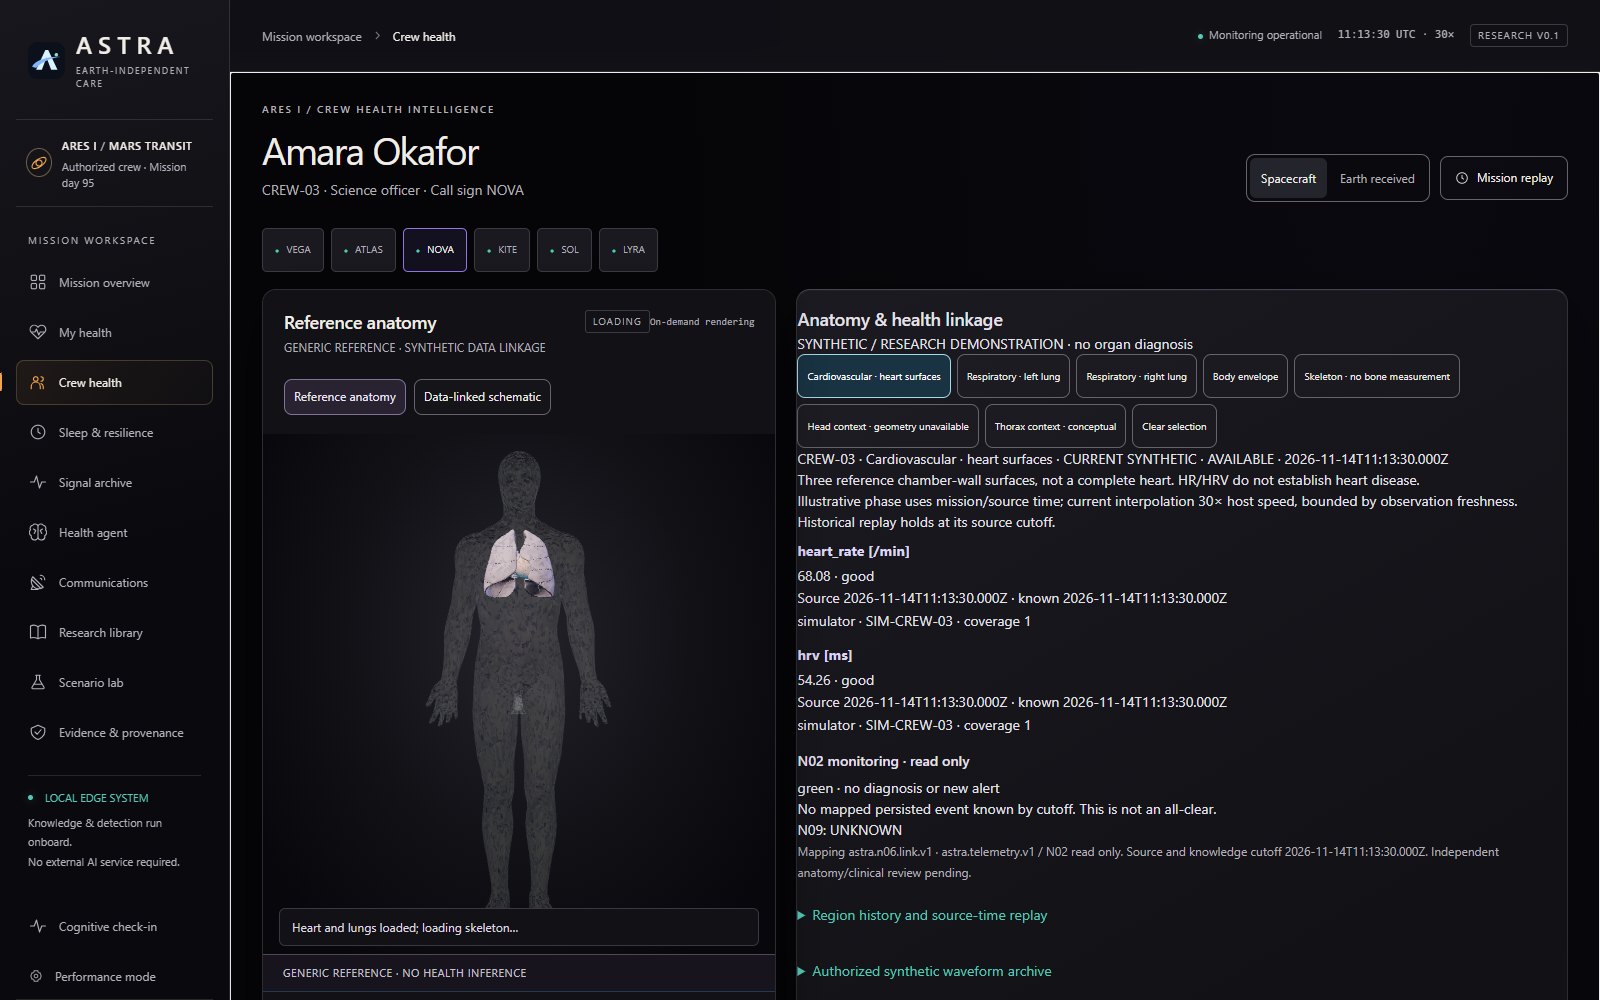 ASTRA
EARTH-INDEPENDENT
CARE
ARES I / MARS TRANSIT
Authorized crew · Mission
day 95
MISSION WORKSPACE
Mission overview
My health
Crew health
Sleep & resilience
Signal archive
Health agent
Communications
Research library
Scenario lab
Evidence & provenance
LOCAL EDGE SYSTEM
Knowledge & detection run
onboard.
No external AI service required.
Cognitive check-in
Performance mode
Mission workspace > Crew health
Monitoring operational 11:13:30 UTC · 30× RESEARCH V0.1
ARES I / CREW HEALTH INTELLIGENCE
Amara Okafor
CREW-03 · Science officer · Call sign NOVA
Spacecraft Earth received Mission replay
VEGA ATLAS NOVA KITE SOL LYRA
Reference anatomy
LOADING On-demand rendering
GENERIC REFERENCE · SYNTHETIC DATA LINKAGE
Reference anatomy Data-linked schematic
Heart and lungs loaded; loading skeleton...
GENERIC REFERENCE · NO HEALTH INFERENCE
Anatomy & health linkage
SYNTHETIC / RESEARCH DEMONSTRATION · no organ diagnosis
Cardiovascular · heart surfaces Respiratory · left lung Respiratory · right lung Body envelope Skeleton · no bone measurement
Head context · geometry unavailable Thorax context · conceptual Clear selection
CREW-03 · Cardiovascular · heart surfaces · CURRENT SYNTHETIC · AVAILABLE · 2026-11-14T11:13:30.000Z
Three reference chamber-wall surfaces, not a complete heart. HR/HRV do not establish heart disease.
Illustrative phase uses mission/source time; current interpolation 30× host speed, bounded by observation freshness.
Historical replay holds at its source cutoff.
heart_rate [/min]
68.08 · good
Source 2026-11-14T11:13:30.000Z · known 2026-11-14T11:13:30.000Z
simulator · SIM-CREW-03 · coverage 1
hrv [ms]
54.26 · good
Source 2026-11-14T11:13:30.000Z · known 2026-11-14T11:13:30.000Z
simulator · SIM-CREW-03 · coverage 1
N02 monitoring · read only
green · no diagnosis or new alert
No mapped persisted event known by cutoff. This is not an all-clear.
N09: UNKNOWN
Mapping astra.n06.link.v1 · astra.telemetry.v1 / N02 read only. Source and knowledge cutoff 2026-11-14T11:13:30.000Z. Independent
anatomy/clinical review pending.
Region history and source-time replay
Authorized synthetic waveform archive